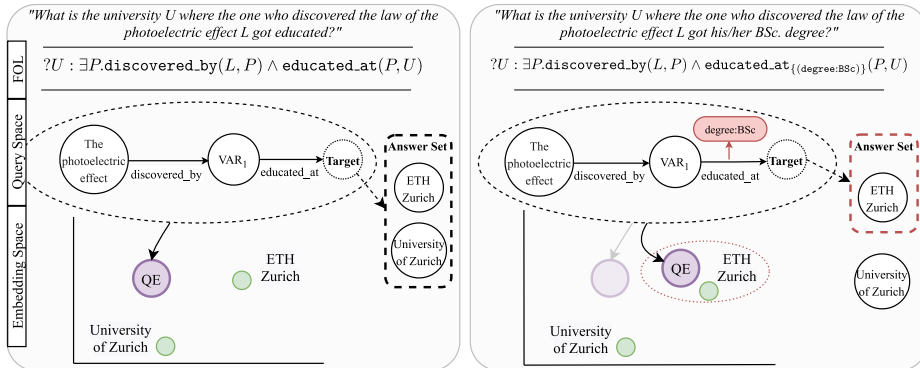 "What is the university U where the one who discovered the law of the
photoelectric effect L got educated?"
FOL
?U : ∃P.discovered_by(L, P) ∧ educated_at(P, U)
Query Space
The
photoelectric
effect
discovered_by
VAR₁
educated_at
Target
Answer Set
ETH
Zurich
University
of Zurich
Embedding Space
QE
ETH
Zurich
University
of Zurich
"What is the university U where the one who discovered the law of the
photoelectric effect L got his/her BSc. degree?"
?U : ∃P.discovered_by(L, P) ∧ educated_at{(degree:BSc)}(P, U)
degree:BSc
The
photoelectric
effect
discovered_by
VAR₁
educated_at
Target
Answer Set
ETH
Zurich
University
of Zurich
QE
ETH
Zurich
University
of Zurich